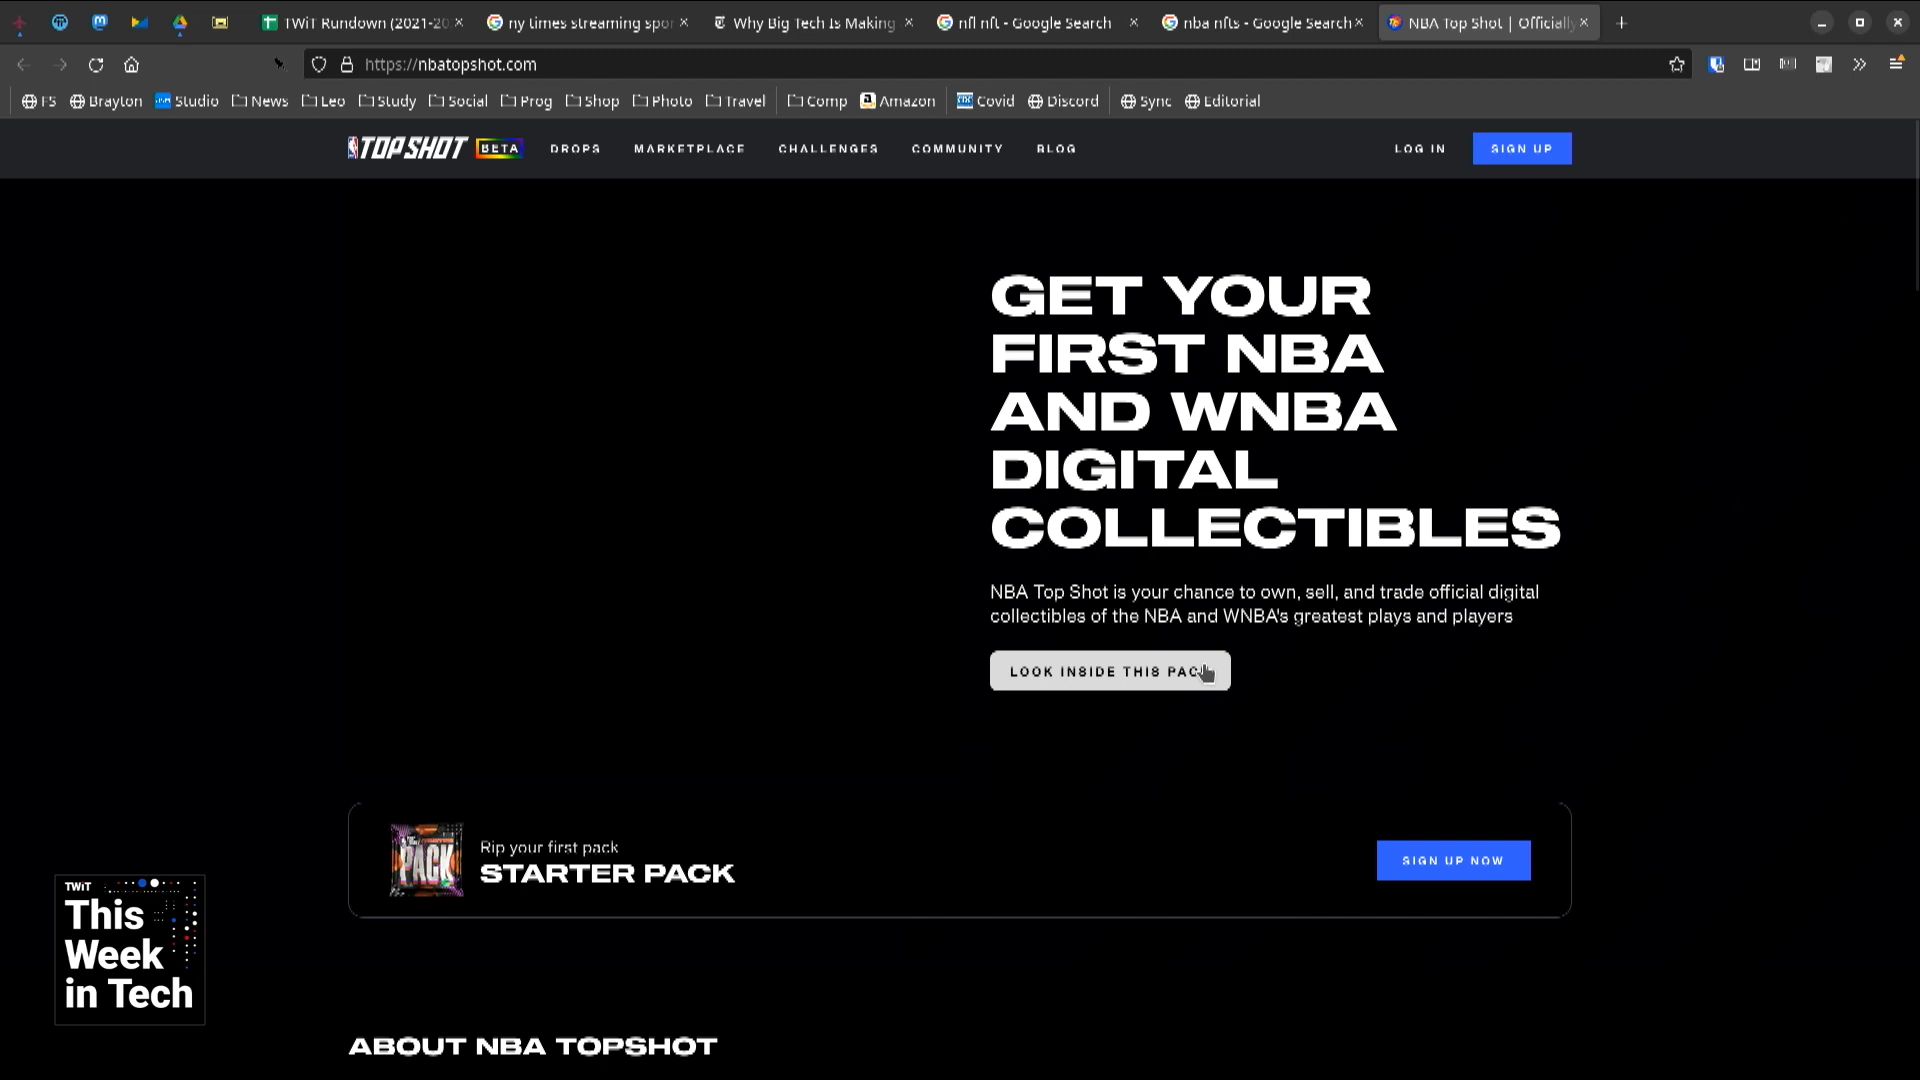 TWiT Rundown (2021-20
ny times streaming spor
Why Big Tech Is Making
nfl nft - Google Search
nba nfts - Google Search
NBA Top Shot | Officially
https://nbatopshot.com
FS
Brayton
Studio
News
Leo
Study
Social
Prog
Shop
Photo
Travel
Comp
Amazon
Covid
Discord
Sync
Editorial
TOP SHOT
BETA
DROPS
MARKETPLACE
CHALLENGES
COMMUNITY
BLOG
LOG IN
SIGN UP
GET YOUR
FIRST NBA
AND WNBA
DIGITAL
COLLECTIBLES
NBA Top Shot is your chance to own, sell, and trade official digital
collectibles of the NBA and WNBA's greatest plays and players
LOOK INSIDE THIS PAC
PACK
Rip your first pack
STARTER PACK
SIGN UP NOW
TWiT
This
Week
in Tech
ABOUT NBA TOPSHOT